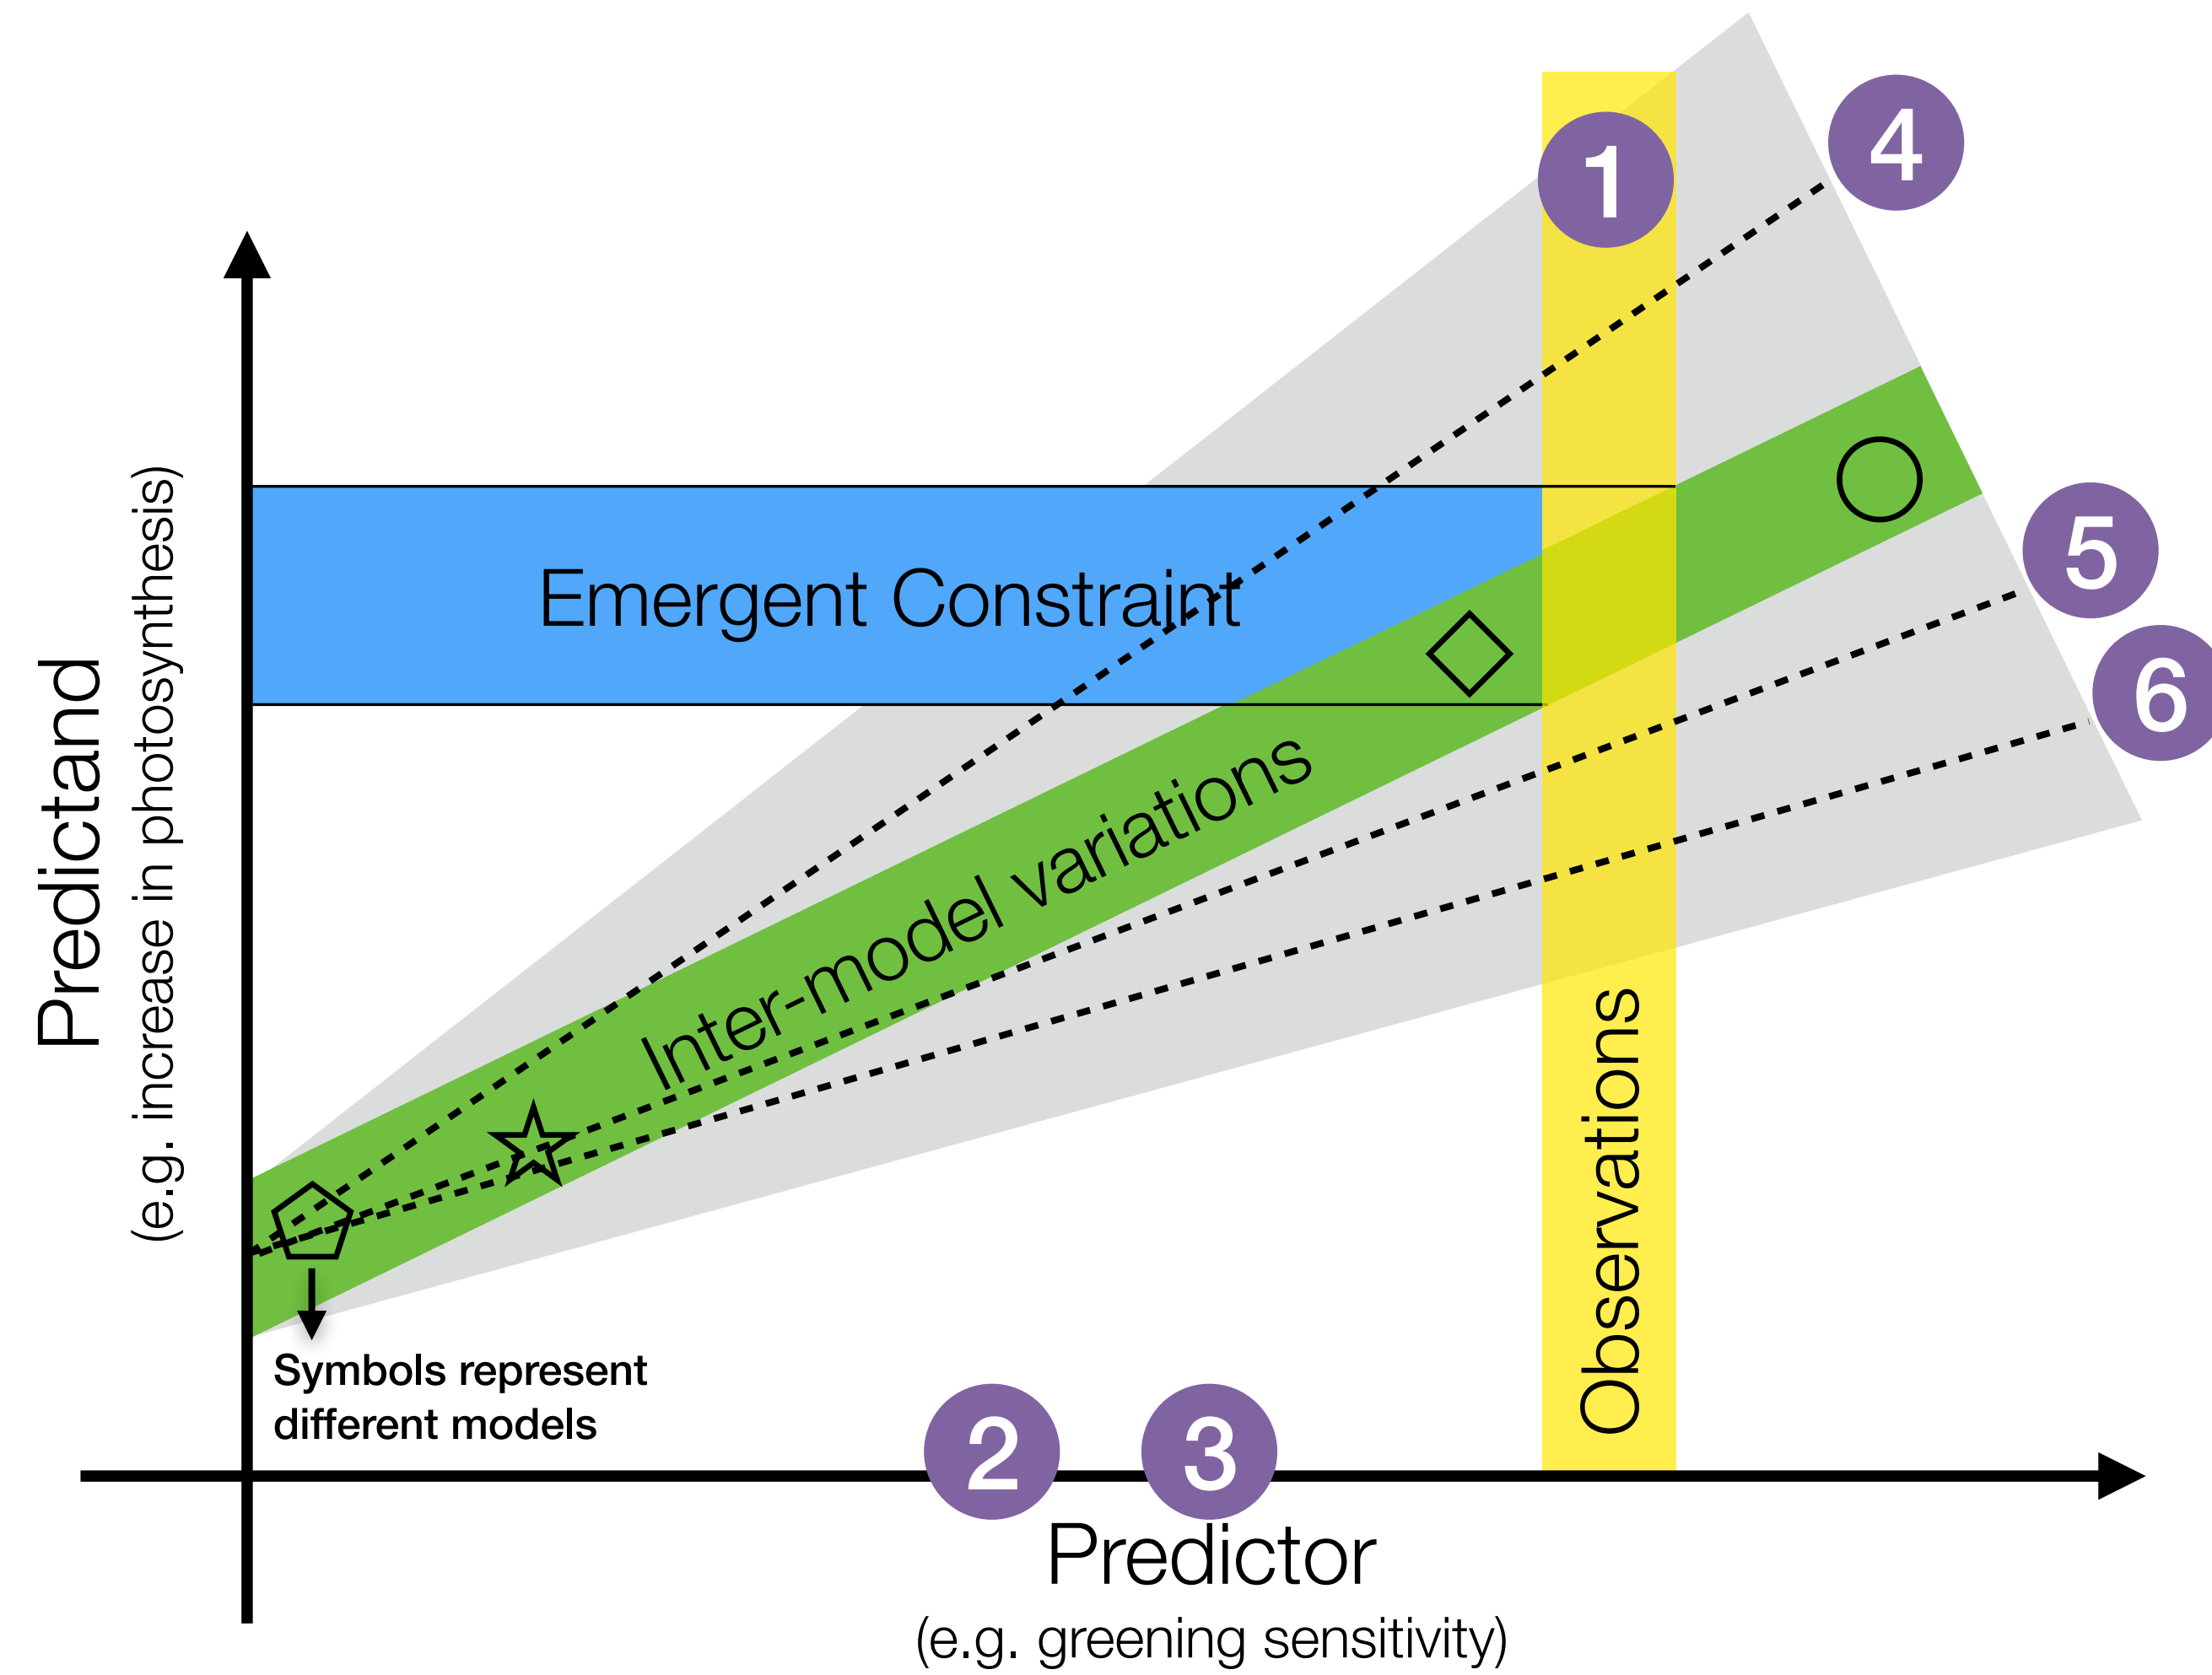 1
4
Emergent Constraint
5
6
Predictand
(e.g. increase in photosynthesis)
Inter-model variations
Observations
Symbols represent
different models
2
3
Predictor
(e.g. greening sensitivity)